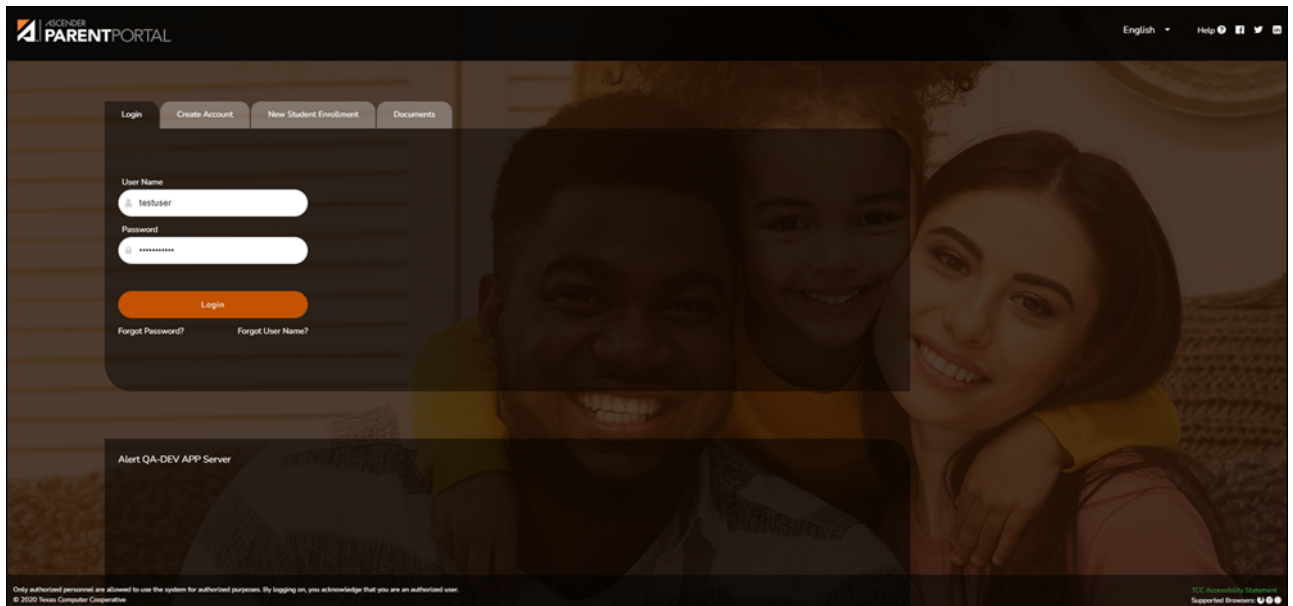 ASCENDER
PARENTPORTAL
English
Help
Login
Create Account
New Student Enrollment
Documents
User Name
testuser
Password
Login
Forgot Password?
Forgot User Name?
Alert QA-DEV APP Server
Only authorized personnel are allowed to use the system for authorized purposes. By logging on, you acknowledge that you are an authorized user.
© 2020 Texas Computer Cooperative
TCC Accessibility Statement
Supported Browsers: